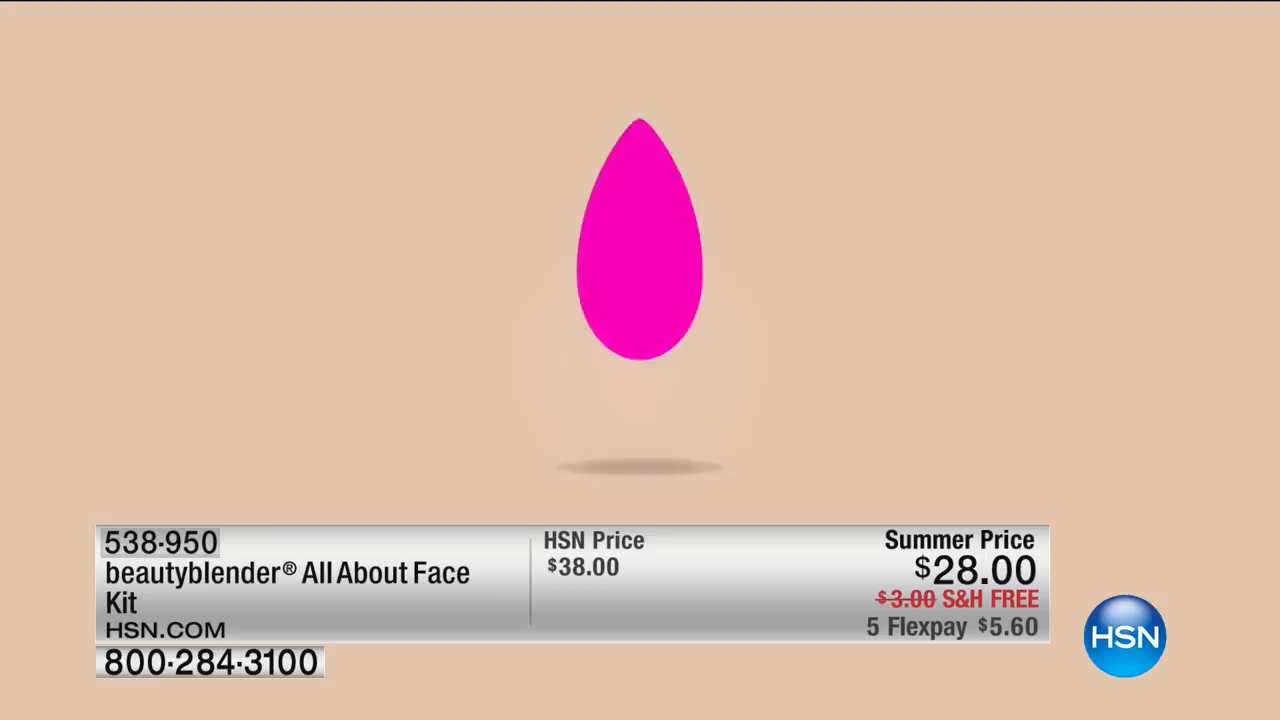 538·950
beautyblender® All About Face
Kit
HSN.COM
800·284·3100
HSN Price
$38.00
Summer Price
$28.00
$3.00 S&H FREE
5 Flexpay $5.60
HSN